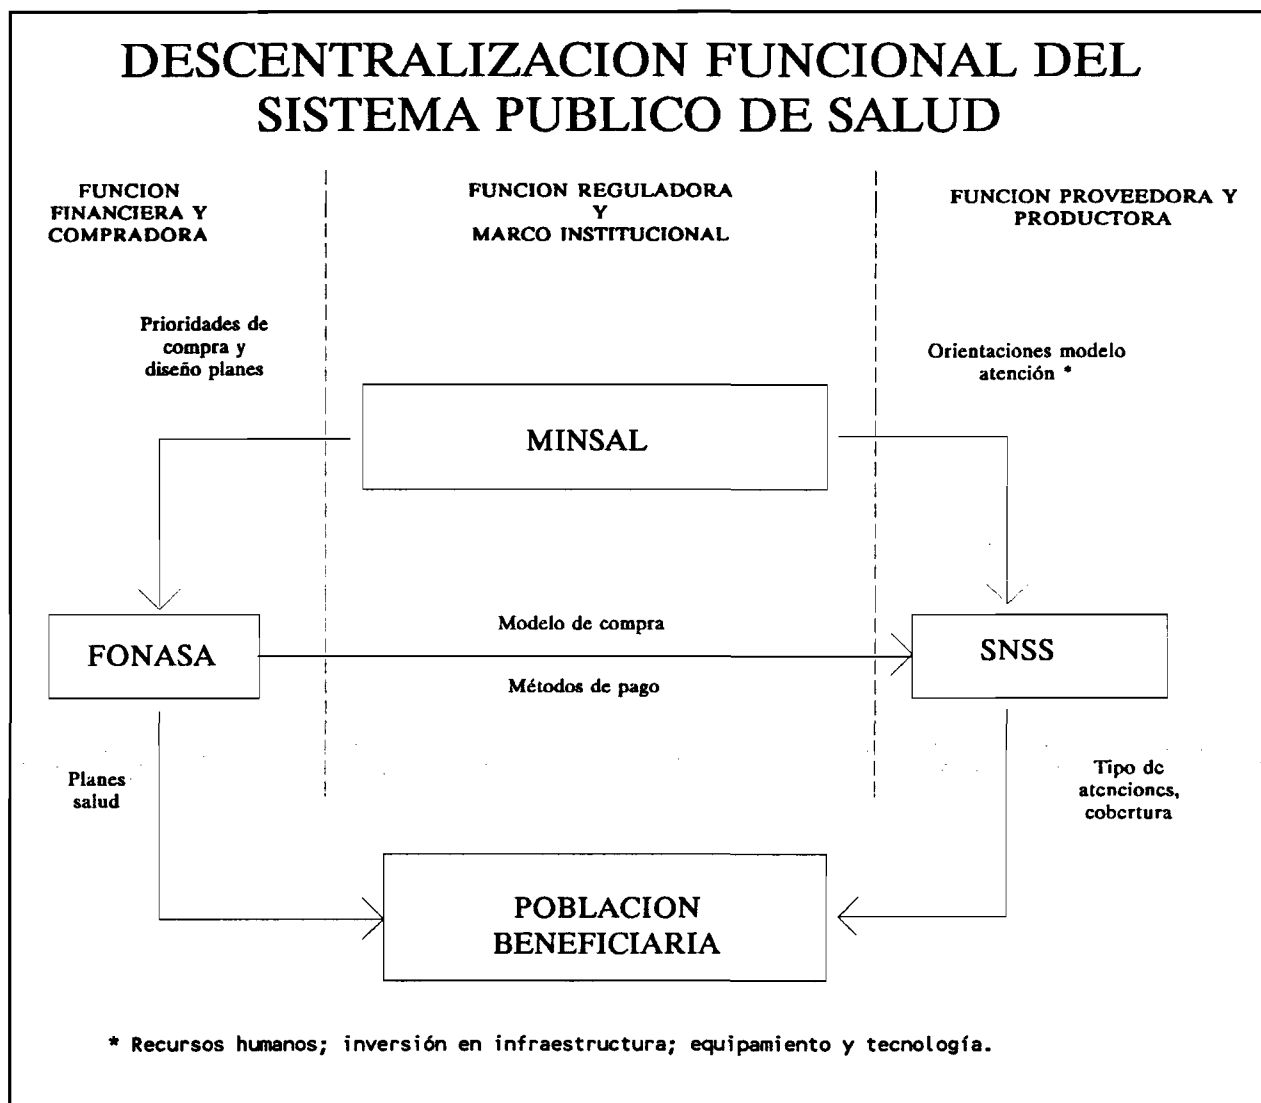 DESCENTRALIZACION FUNCIONAL DEL
SISTEMA PUBLICO DE SALUD
FUNCION
FINANCIERA Y
COMPRADORA
FUNCION REGULADORA
Y
MARCO INSTITUCIONAL
FUNCION PROVEEDORA Y
PRODUCTORA
Prioridades de
compra y
diseño planes
Orientaciones modelo
atención *
MINSAL
FONASA
Modelo de compra
Métodos de pago
SNSS
Planes
salud
Tipo de
atenciones,
cobertura
POBLACION
BENEFICIARIA
* Recursos humanos; inversión en infraestructura; equipamiento y tecnología.